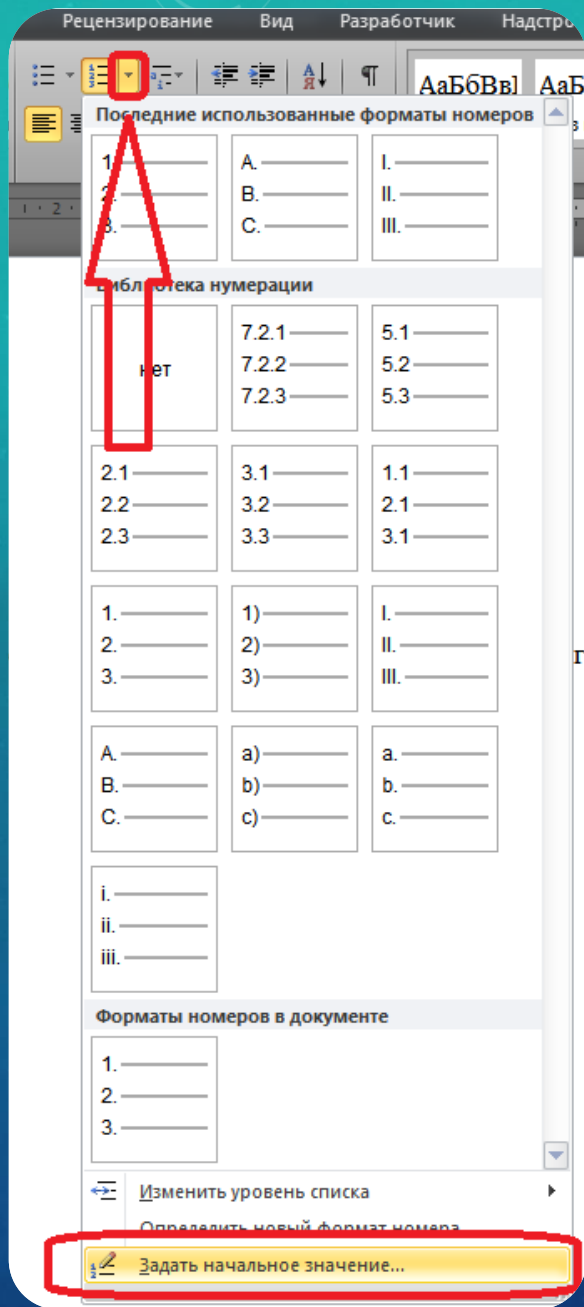 Рецензирование Вид Разработчик Надстро
АаБбВв] АаБ
Последние использованные форматы номеров
1. A. I.
2. B. II.
3. C. III.
Библиотека нумерации
нет 7.2.1 5.1
7.2.2 5.2
7.2.3 5.3
2.1 3.1 1.1
2.2 3.2 2.1
2.3 3.3 3.1
1. 1) I.
2. 2) II.
3. 3) III.
A. a) a.
B. b) b.
C. c) c.
i.
ii.
iii.
Форматы номеров в документе
1.
2.
3.
Изменить уровень списка
Определить новый формат номера
Задать начальное значение...